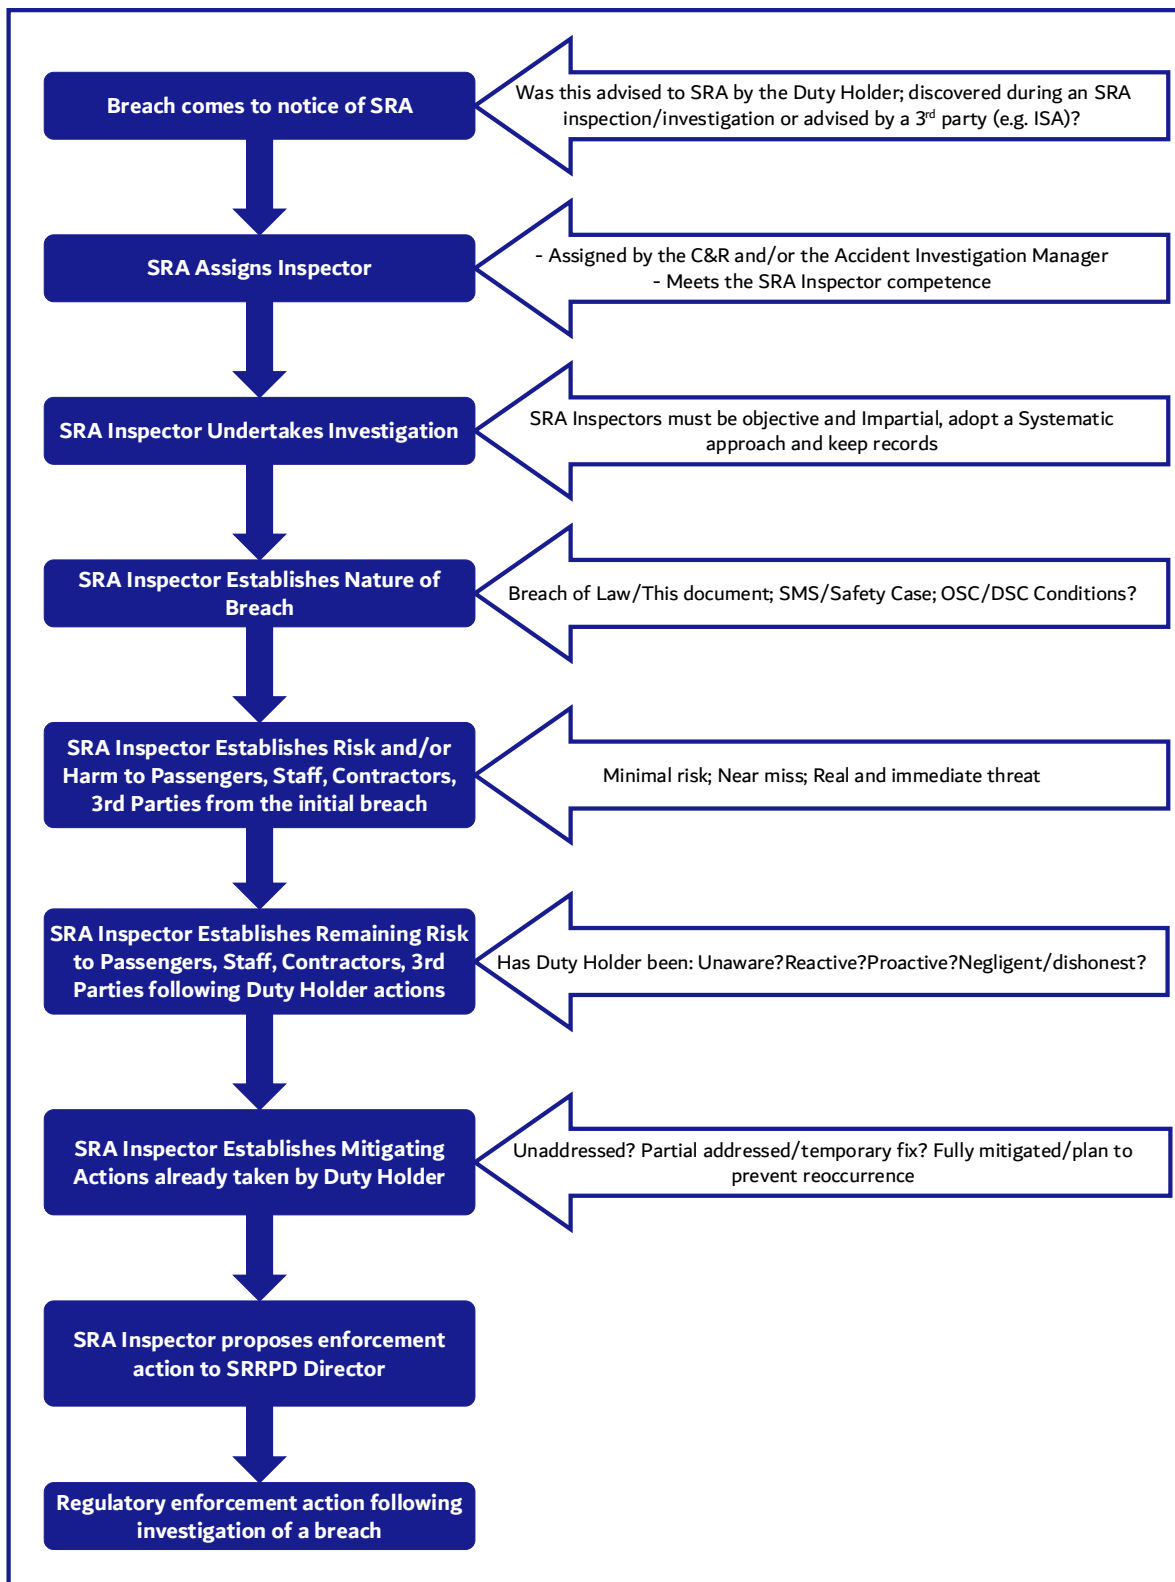 Breach comes to notice of SRA
Was this advised to SRA by the Duty Holder; discovered during an SRA
inspection/investigation or advised by a 3rd party (e.g. ISA)?
SRA Assigns Inspector
- Assigned by the C&R and/or the Accident Investigation Manager
- Meets the SRA Inspector competence
SRA Inspector Undertakes Investigation
SRA Inspectors must be objective and Impartial, adopt a Systematic
approach and keep records
SRA Inspector Establishes Nature of
Breach
Breach of Law/This document; SMS/Safety Case; OSC/DSC Conditions?
SRA Inspector Establishes Risk and/or
Harm to Passengers, Staff, Contractors,
3rd Parties from the initial breach
Minimal risk; Near miss; Real and immediate threat
SRA Inspector Establishes Remaining Risk
to Passengers, Staff, Contractors, 3rd
Parties following Duty Holder actions
Has Duty Holder been: Unaware?Reactive?Proactive?Negligent/dishonest?
SRA Inspector Establishes Mitigating
Actions already taken by Duty Holder
Unaddressed? Partial addressed/temporary fix? Fully mitigated/plan to
prevent reoccurrence
SRA Inspector proposes enforcement
action to SRRPD Director
Regulatory enforcement action following
investigation of a breach